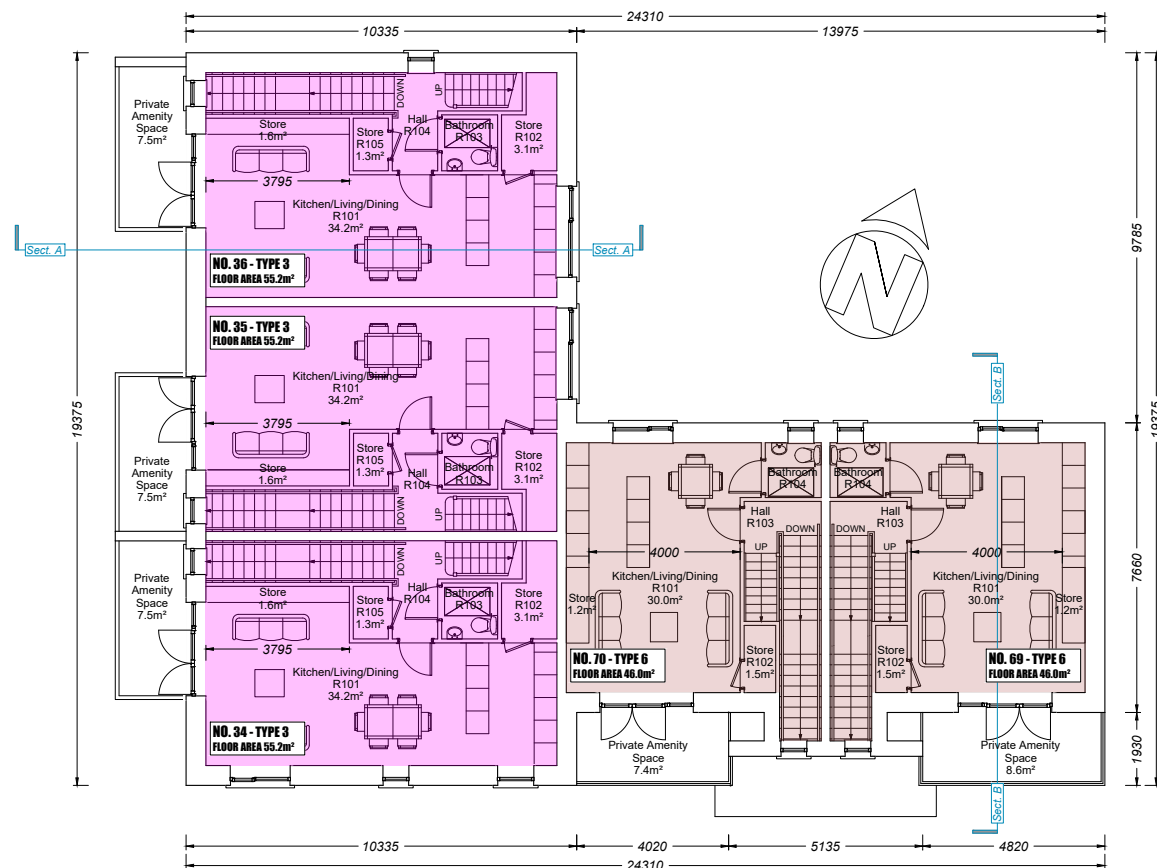 24310
10335
13975
Private
Amenity
Space
7.5m²
DOWN
UP
Store
1.6m²
Store
R105
1.3m²
Hall
R104
Bathroom
R103
Store
R102
3.1m²
3795
Kitchen/Living/Dining
R101
34.2m²
Sect. A
Sect. A
NO. 36 - TYPE 3
FLOOR AREA 55.2m²
N
9785
19375
19375
NO. 35 - TYPE 3
FLOOR AREA 55.2m²
Kitchen/Living/Dining
R101
34.2m²
3795
Store
1.6m²
Store
R105
1.3m²
Hall
R104
Bathroom
R103
Store
R102
3.1m²
Private
Amenity
Space
7.5m²
DOWN
UP
Sect. B
Private
Amenity
Space
7.5m²
DOWN
UP
Store
1.6m²
Store
R105
1.3m²
Hall
R104
Bathroom
R103
Store
R102
3.1m²
3795
Kitchen/Living/Dining
R101
34.2m²
NO. 34 - TYPE 3
FLOOR AREA 55.2m²
Bathroom
R104
Bathroom
R104
Hall
R103
Hall
R103
DOWN
DOWN
UP
UP
4000
4000
Kitchen/Living/Dining
R101
30.0m²
Kitchen/Living/Dining
R101
30.0m²
Store
1.2m²
Store
1.2m²
Store
R102
1.5m²
Store
R102
1.5m²
NO. 70 - TYPE 6
FLOOR AREA 46.0m²
NO. 69 - TYPE 6
FLOOR AREA 46.0m²
7660
1930
Private Amenity
Space
7.4m²
Private Amenity
Space
8.6m²
Sect. B
10335
4020
5135
4820
24310